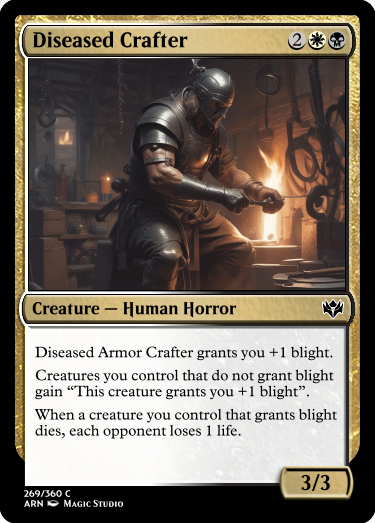 Diseased Crafter 2
Creature — Human Horror
Diseased Armor Crafter grants you +1 blight.
Creatures you control that do not grant blight
gain “This creature grants you +1 blight”.
When a creature you control that grants blight
dies, each opponent loses 1 life.
3/3
269/360 C
ARN Magic Studio